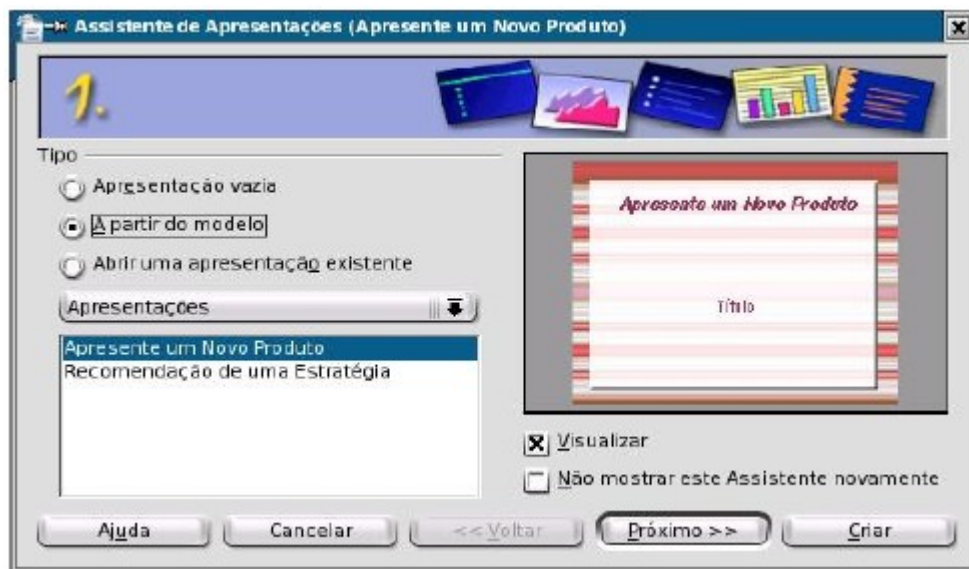 Assistente de Apresentações (Apresente um Novo Produto)
1.
Tipo
Apresentação vazia
A partir do modelo
Abrir uma apresentação existente
Apresentações
Apresente um Novo Produto
Recomendação de uma Estratégia
Apresente um Novo Produto
Título
Visualizar
Não mostrar este Assistente novamente
Ajuda Cancelar << Voltar Próximo >> Criar